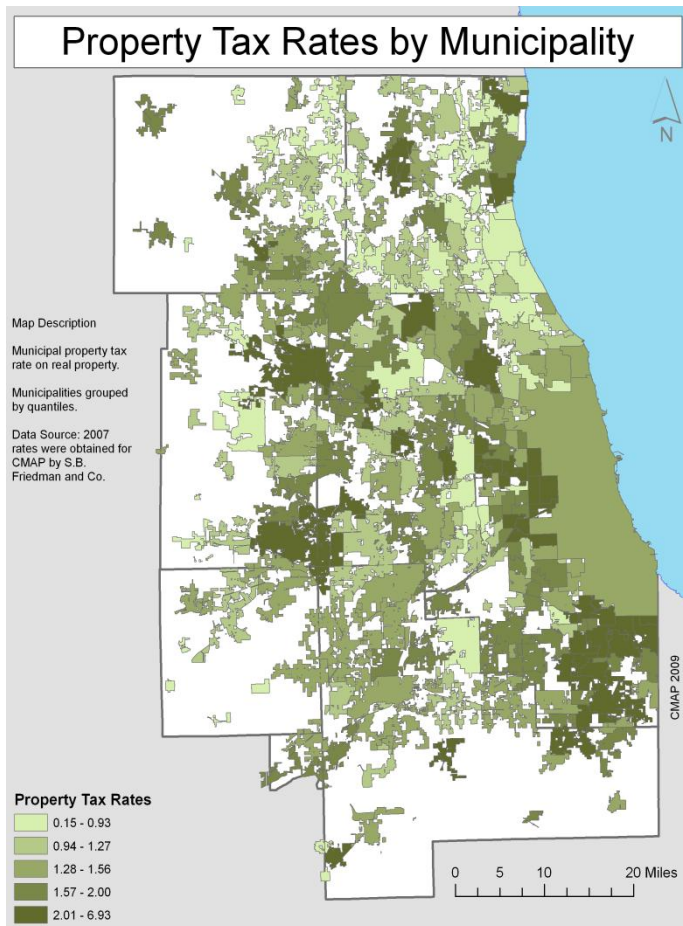 Property Tax Rates by Municipality
N
Map Description
Municipal property tax
rate on real property.
Municipalities grouped
by quantiles.
Data Source: 2007
rates were obtained for
CMAP by S.B.
Friedman and Co.
CMAP 2009
Property Tax Rates
0.15 - 0.93
0.94 - 1.27
1.28 - 1.56
1.57 - 2.00
2.01 - 6.93
0 5 10 20 Miles